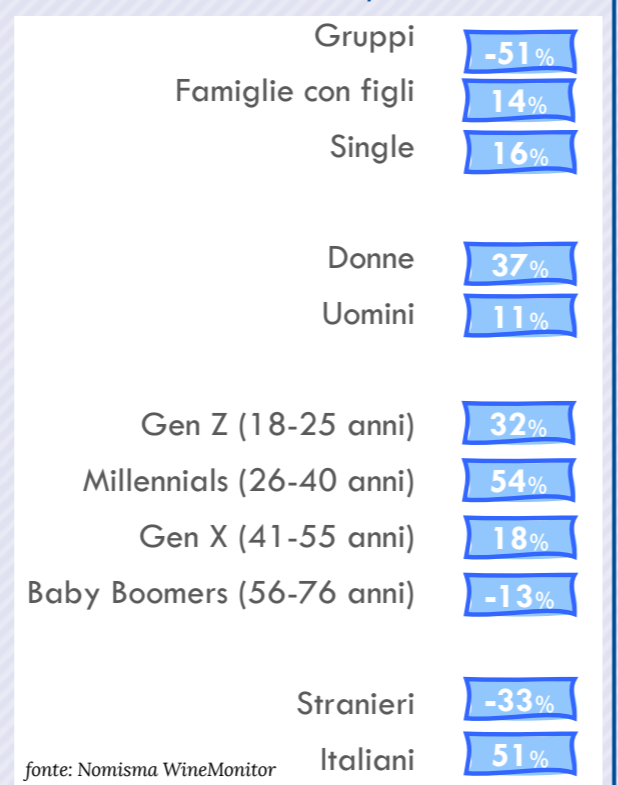 Gruppi -51%
Famiglie con figli 14%
Single 16%
Donne 37%
Uomini 11%
Gen Z (18-25 anni) 32%
Millennials (26-40 anni) 54%
Gen X (41-55 anni) 18%
Baby Boomers (56-76 anni) -13%
Stranieri -33%
Italiani 51%
fonte: Nomisma WineMonitor